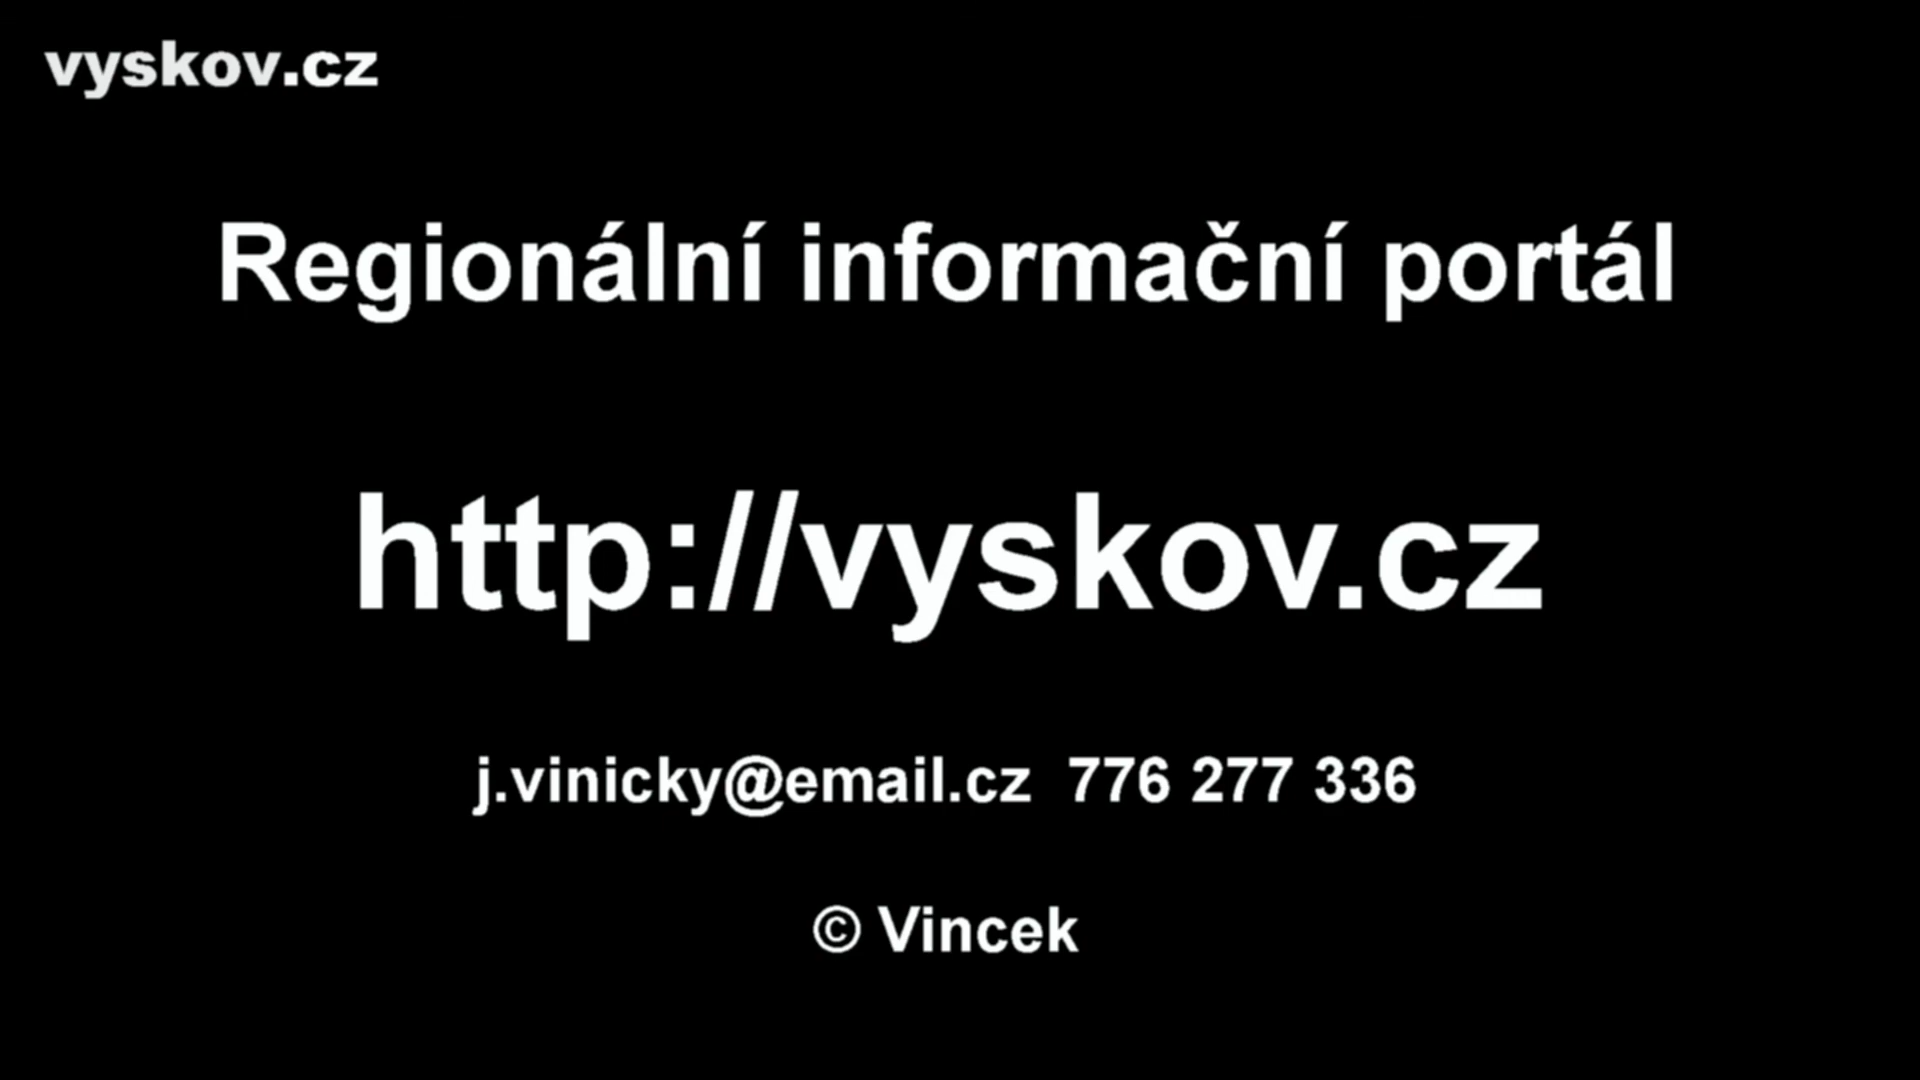 vyskov.cz
Regionální informační portál
http://vyskov.cz
j.vinicky@email.cz 776 277 336
© Vincek